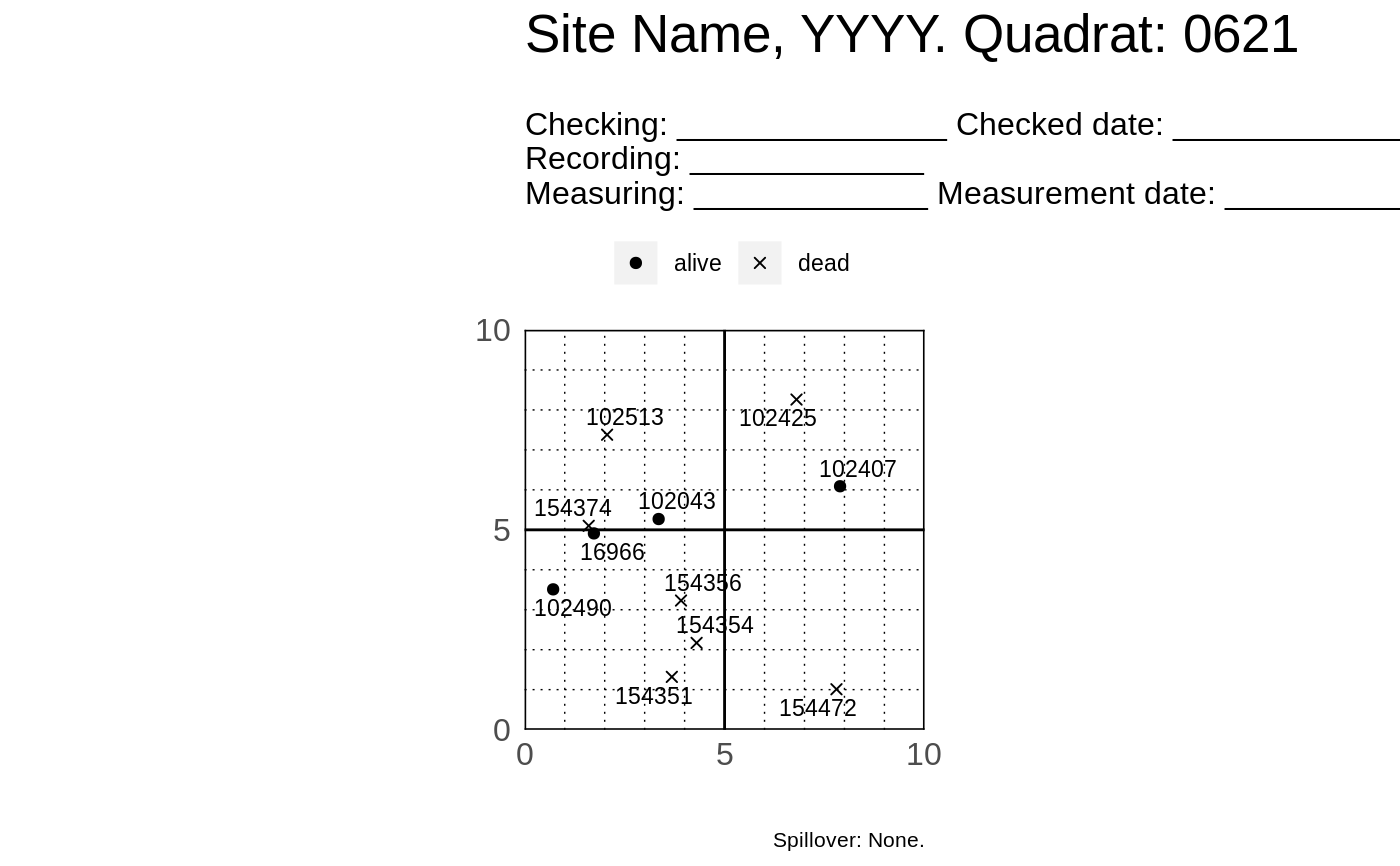 Site Name, YYYY. Quadrat: 0621
Checking: _______________ Checked date: _____________
Recording: _____________
Measuring: _____________ Measurement date: __________
alive dead
10
102513
102425
102407
154374
102043
5
16966
154356
102490
154354
154351
154472
0
0 5 10
Spillover: None.